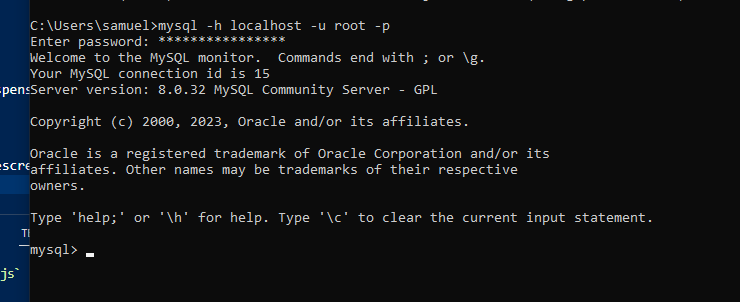 C:\Users\samuel>mysql -h localhost -u root -p
Enter password: ****************
Welcome to the MySQL monitor.  Commands end with ; or \g.
Your MySQL connection id is 15
Server version: 8.0.32 MySQL Community Server - GPL
Copyright (c) 2000, 2023, Oracle and/or its affiliates.
Oracle is a registered trademark of Oracle Corporation and/or its
affiliates. Other names may be trademarks of their respective
owners.
Type 'help;' or '\h' for help. Type '\c' to clear the current input statement.
mysql>
spens
escre
js`